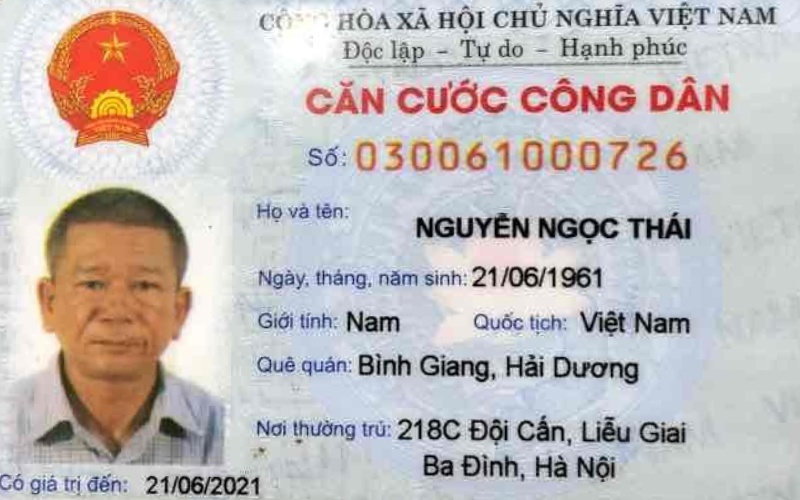 CỘNG HÒA XÃ HỘI CHỦ NGHĨA VIỆT NAM
Độc lập - Tự do - Hạnh phúc
CĂN CƯỚC CÔNG DÂN
Số: 030061000726
Họ và tên: NGUYỄN NGỌC THÁI
Ngày, tháng, năm sinh: 21/06/1961
Giới tính: Nam Quốc tịch: Việt Nam
Quê quán: Bình Giang, Hải Dương
Nơi thường trú: 218C Đội Cấn, Liễu Giai
Ba Đình, Hà Nội
Có giá trị đến: 21/06/2021
VIỆT NAM